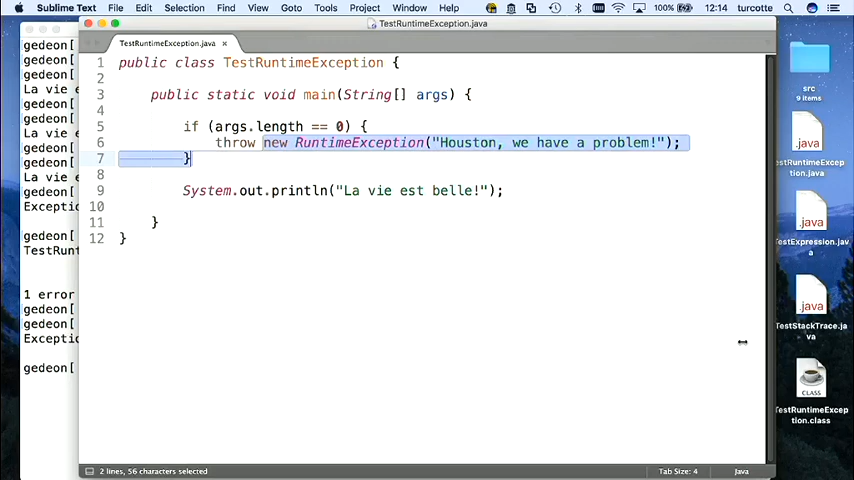 Sublime Text File Edit Selection Find View Goto Tools Project Window Help 100% 12:14 turcotte
TestRuntimeException.java
TestRuntimeException.java ×
1 public class TestRuntimeException {
2
3 public static void main(String[] args) {
4
5 if (args.length == 0) {
6 throw new RuntimeException("Houston, we have a problem!");
7 }
8
9 System.out.println("La vie est belle!");
10
11 }
12 }
gedeon[
gedeon[
gedeon[
La vie
gedeon[
gedeon[
La vie
gedeon[
gedeon[
La vie
gedeon[
Exception
gedeon[
TestRunt
1 error
gedeon[
gedeon[
Exceptio
gedeon[
src
9 items
.java
TestRuntimeException.java
.java
TestExpression.java
.java
TestStackTrace.java
CLASS
TestRuntimeException.class
2 lines, 56 characters selected
Tab Size: 4
Java